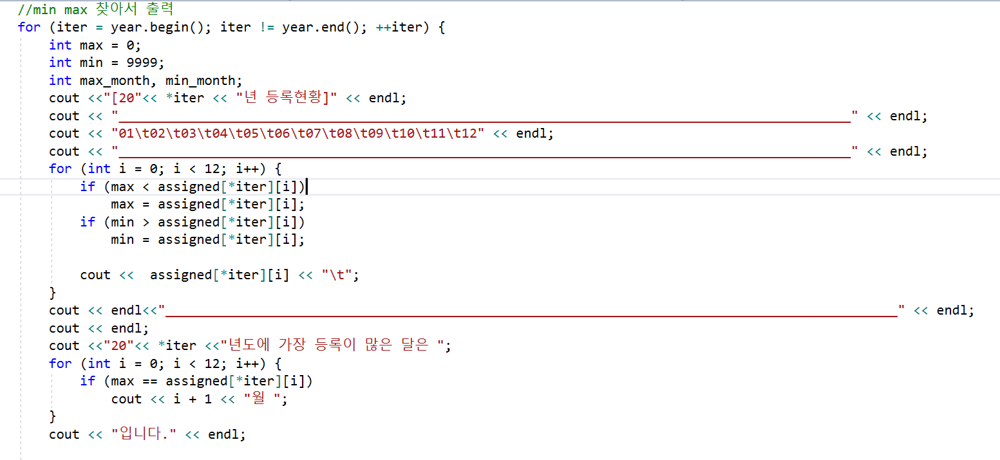 //min max 찾아서 출력
for (iter = year.begin(); iter != year.end(); ++iter) {
    int max = 0;
    int min = 9999;
    int max_month, min_month;
    cout <<"[20"<< *iter << "년 등록현황]" << endl;
    cout << "______________________________________________________________________________________________" << endl;
    cout << "01\t02\t03\t04\t05\t06\t07\t08\t09\t10\t11\t12" << endl;
    cout << "______________________________________________________________________________________________" << endl;
    for (int i = 0; i < 12; i++) {
        if (max < assigned[*iter][i])
            max = assigned[*iter][i];
        if (min > assigned[*iter][i])
            min = assigned[*iter][i];
        cout <<  assigned[*iter][i] << "\t";
    }
    cout << endl<<"______________________________________________________________________________________________" << endl;
    cout << endl;
    cout <<"20"<< *iter <<"년도에 가장 등록이 많은 달은 ";
    for (int i = 0; i < 12; i++) {
        if (max == assigned[*iter][i])
            cout << i + 1 << "월 ";
    }
    cout << "입니다." << endl;